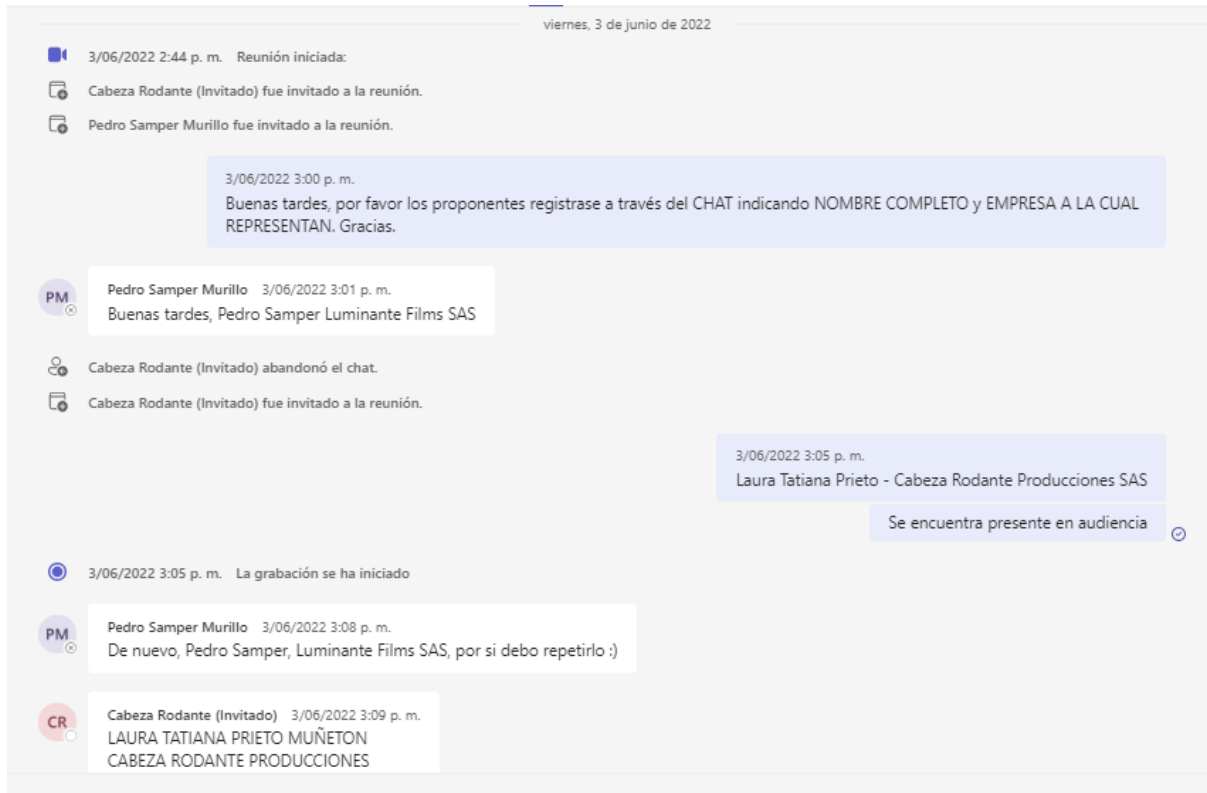 viernes, 3 de junio de 2022
3/06/2022 2:44 p. m. Reunión iniciada:
Cabeza Rodante (Invitado) fue invitado a la reunión.
Pedro Samper Murillo fue invitado a la reunión.
3/06/2022 3:00 p. m.
Buenas tardes, por favor los proponentes registrase a través del CHAT indicando NOMBRE COMPLETO y EMPRESA A LA CUAL
REPRESENTAN. Gracias.
PM
Pedro Samper Murillo 3/06/2022 3:01 p. m.
Buenas tardes, Pedro Samper Luminante Films SAS
Cabeza Rodante (Invitado) abandonó el chat.
Cabeza Rodante (Invitado) fue invitado a la reunión.
3/06/2022 3:05 p. m.
Laura Tatiana Prieto - Cabeza Rodante Producciones SAS
Se encuentra presente en audiencia
3/06/2022 3:05 p. m. La grabación se ha iniciado
PM
Pedro Samper Murillo 3/06/2022 3:08 p. m.
De nuevo, Pedro Samper, Luminante Films SAS, por si debo repetirlo :)
CR
Cabeza Rodante (Invitado) 3/06/2022 3:09 p. m.
LAURA TATIANA PRIETO MUÑETON
CABEZA RODANTE PRODUCCIONES